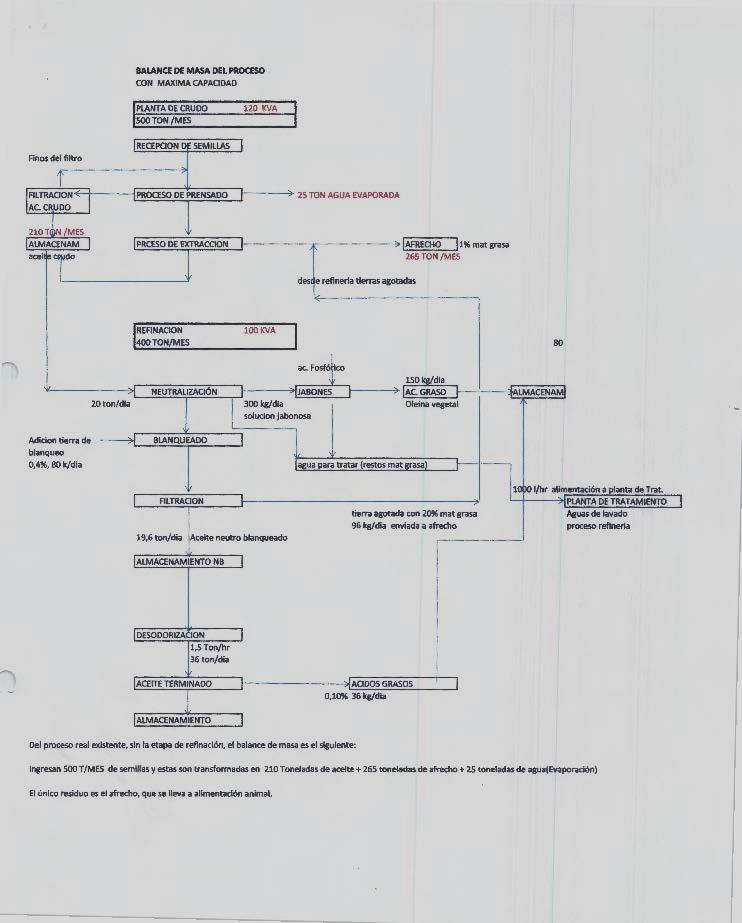 BALANCE DE MASA DEL PROCESO
CON MAXIMA CAPACIDAD
PLANTA DE CRUDO 120 KVA
500 TON /MES
RECEPCION DE SEMILLAS
Finos del filtro
FILTRACION
AC. CRUDO
PROCESO DE PRENSADO
25 TON AGUA EVAPORADA
210 TON /MES
ALMACENAM
aceite crudo
PRCESO DE EXTRACCION
AFRECHO 1% mat grasa
265 TON /MES
desde refinería tierras agotadas
REFINACION 100 KVA
400 TON/MES
80
ac. Fosfórico
150 kg/dia
NEUTRALIZACIÓN
JABONES
AC. GRASO
ALMACENAM
20 ton/dia
300 kg/dia
solucion jabonosa
Oleina vegetal
Adicion tierra de
blanqueo
0,4%, 80 k/dia
BLANQUEADO
agua para tratar (restos mat grasa)
1000 l/hr alimentación a planta de Trat.
FILTRACION
PLANTA DE TRATAMIENTO
tierra agotada con 20% mat grasa
96 kg/dia enviada a afrecho
Aguas de lavado
proceso refineria
19,6 ton/dia Aceite neutro blanqueado
ALMACENAMIENTO NB
DESODORIZACION
1,5 Ton/hr
36 ton/dia
ACEITE TERMINADO
ACIDOS GRASOS
0,10% 36 kg/dia
ALMACENAMIENTO
Del proceso real existente, sin la etapa de refinación, el balance de masa es el siguiente:
Ingresan 500 T/MES de semillas y estas son transformadas en 210 Toneladas de aceite + 265 toneladas de afrecho + 25 toneladas de agua(Evaporación)
El único residuo es el afrecho, que se lleva a alimentación animal.